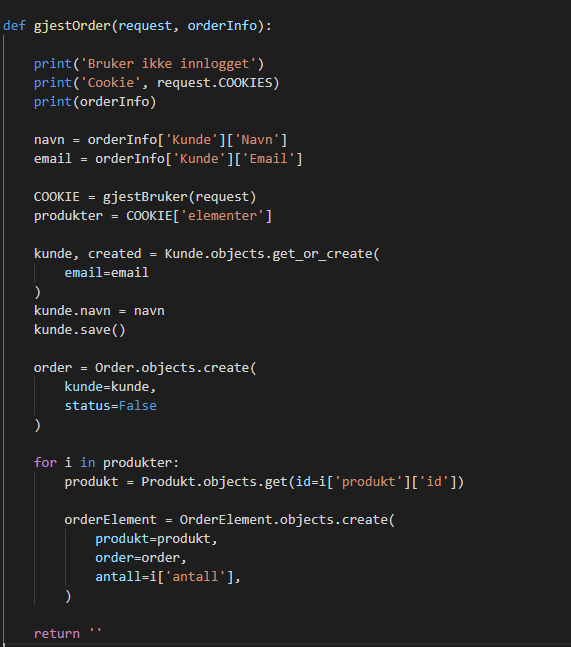 def gjestOrder(request, orderInfo):
    print('Bruker ikke innlogget')
    print('Cookie', request.COOKIES)
    print(orderInfo)
    navn = orderInfo['Kunde']['Navn']
    email = orderInfo['Kunde']['Email']
    COOKIE = gjestBruker(request)
    produkter = COOKIE['elementer']
    kunde, created = Kunde.objects.get_or_create(
        email=email
    )
    kunde.navn = navn
    kunde.save()
    order = Order.objects.create(
        kunde=kunde,
        status=False
    )
    for i in produkter:
        produkt = Produkt.objects.get(id=i['produkt']['id'])
        orderElement = OrderElement.objects.create(
            produkt=produkt,
            order=order,
            antall=i['antall'],
        )
    return ''